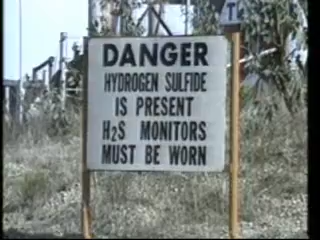 DANGER
HYDROGEN SULFIDE
IS PRESENT
H2S MONITORS
MUST BE WORN